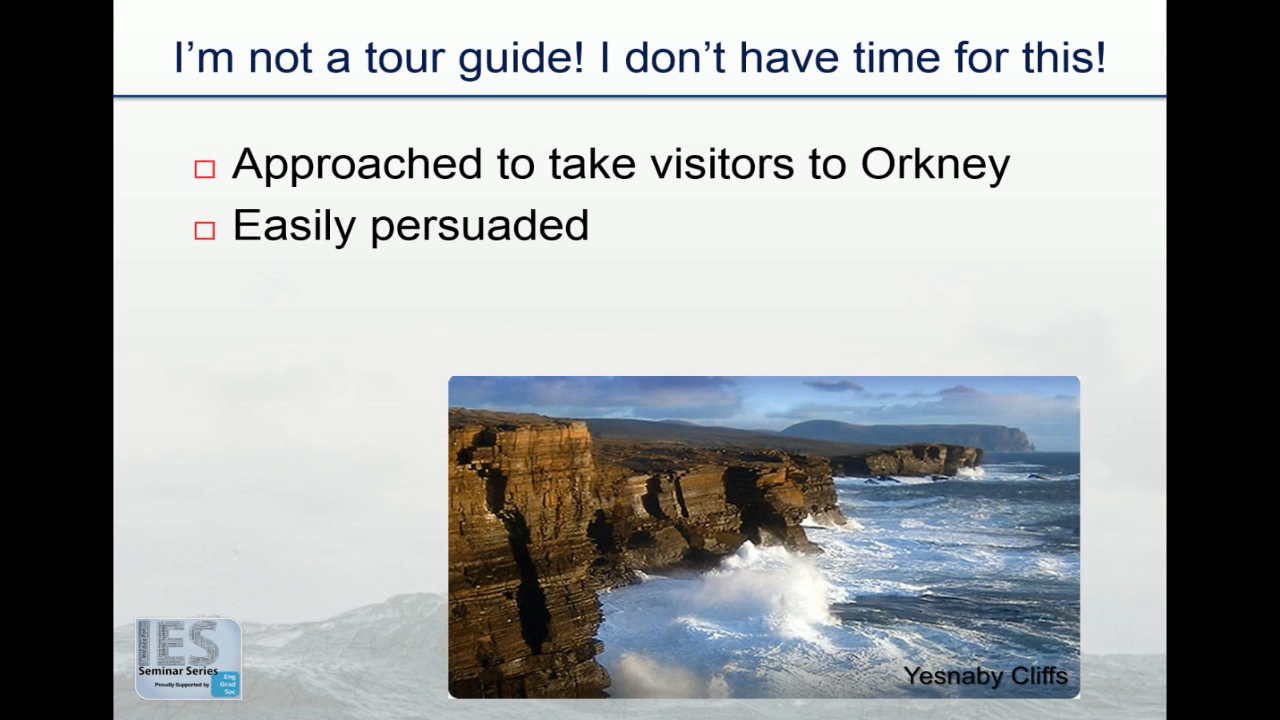 I’m not a tour guide! I don’t have time for this!
Approached to take visitors to Orkney
Easily persuaded
Yesnaby Cliffs
IES
Seminar Series
Proudly Supported by
Eng
Grad
Soc